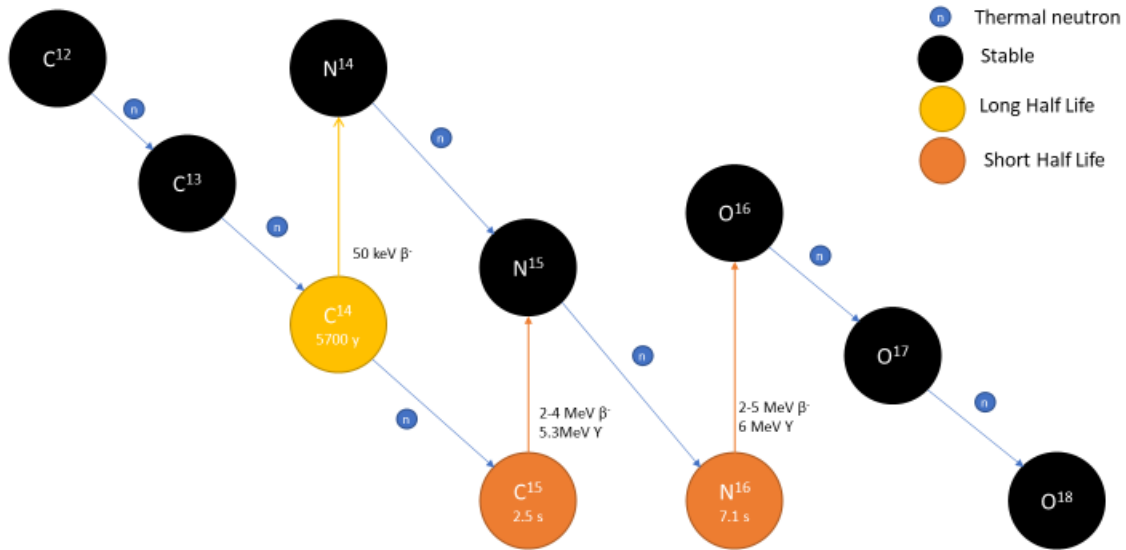 C¹²
n
C¹³
n
N¹⁴
n
50 keV β⁻
C¹⁴
5700 y
n
N¹⁵
n
2-4 MeV β⁻
5.3MeV ϒ
C¹⁵
2.5 s
O¹⁶
n
2-5 MeV β⁻
6 MeV ϒ
N¹⁶
7.1 s
O¹⁷
n
O¹⁸
n Thermal neutron
Stable
Long Half Life
Short Half Life